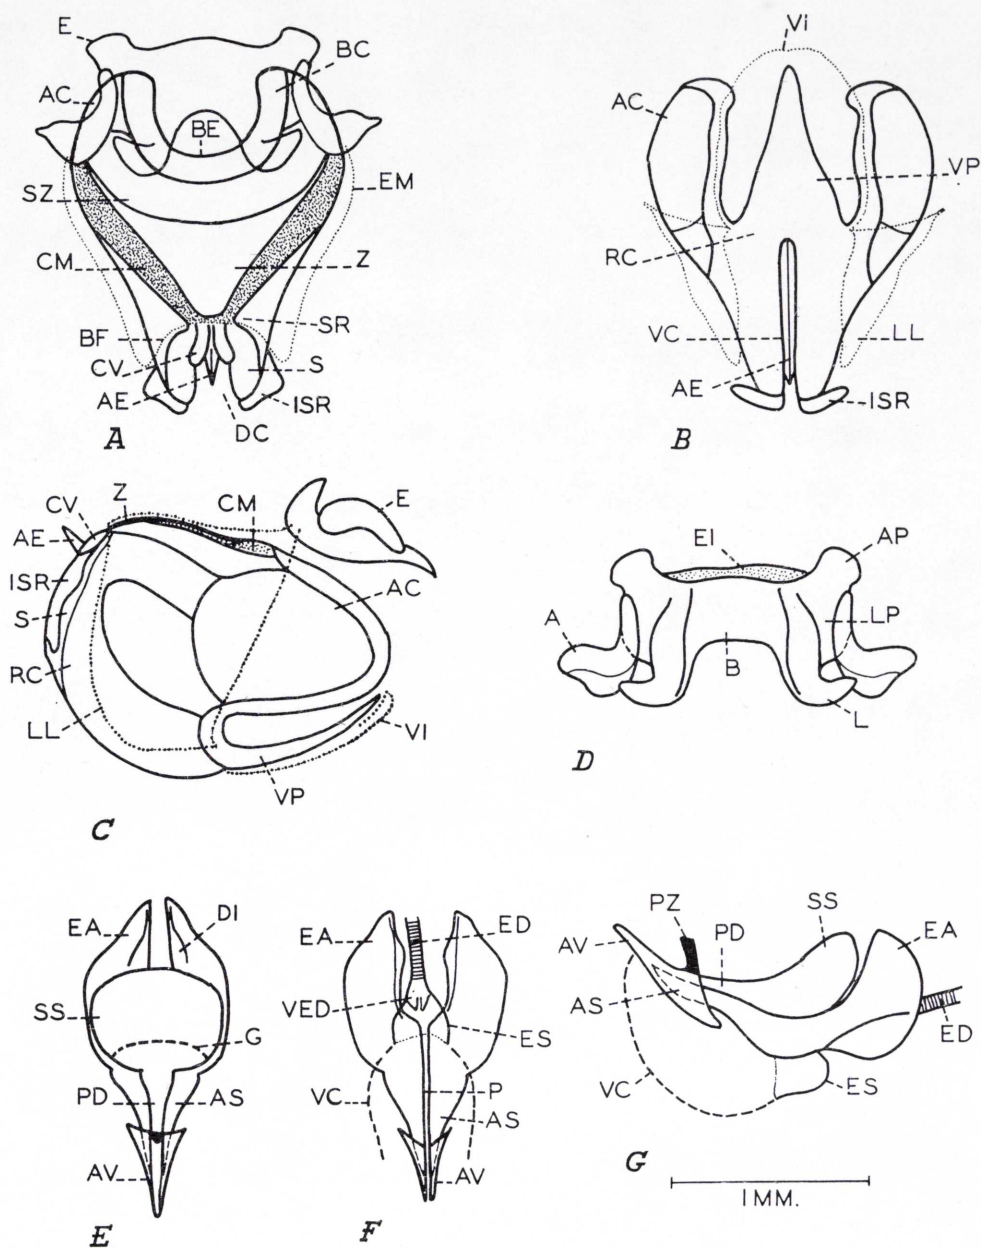 E
BC
AC
BE
SZ
EM
CM
Z
SR
BF
CV
S
AE
ISR
DC
A
Vi
AC
VP
RC
VC
LL
AE
ISR
B
Z
CM
E
CV
AE
ISR
S
AC
RC
LL
VI
VP
C
EI
AP
A
LP
B
L
D
EA
DI
SS
G
PD
AS
AV
E
EA
ED
VED
ES
VC
P
AS
AV
F
PZ
SS
AV
PD
EA
AS
ED
VC
ES
G
1 MM.